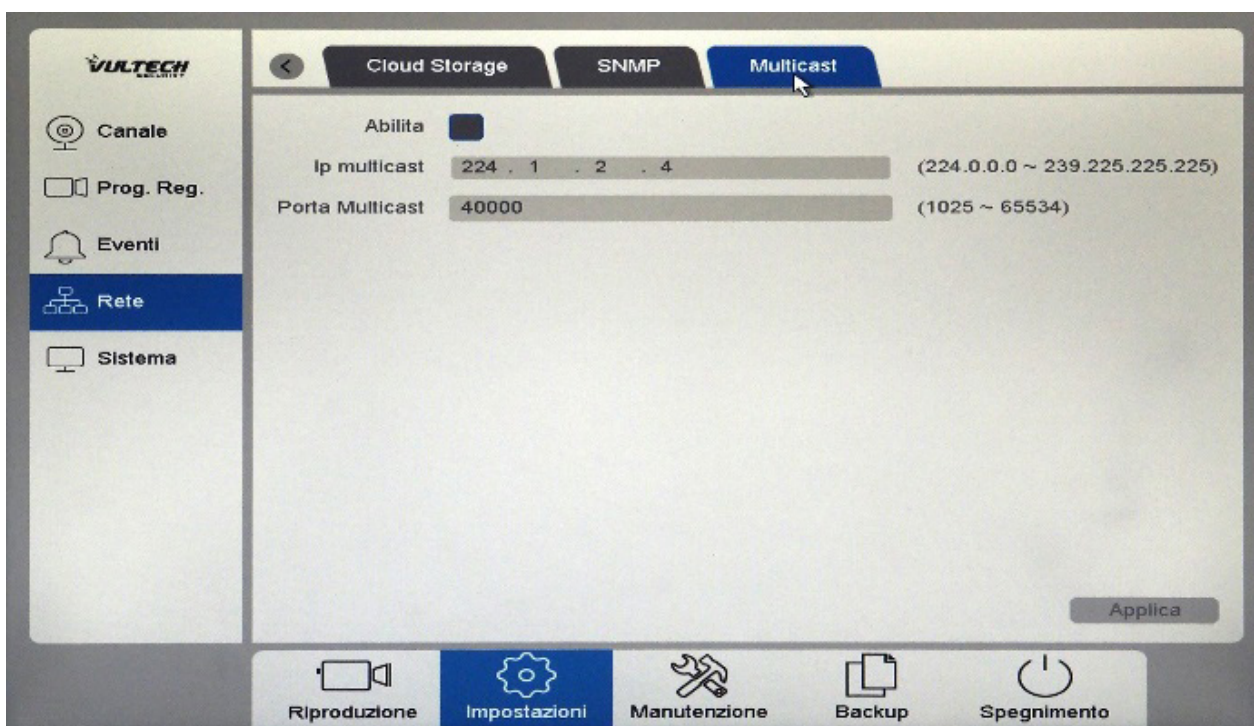 VULTECH
SECURITY
Cloud Storage
SNMP
Multicast
Canale
Prog. Reg.
Eventi
Rete
Sistema
Abilita
Ip multicast 224 . 1 . 2 . 4 (224.0.0.0 ~ 239.225.225.225)
Porta Multicast 40000 (1025 ~ 65534)
Applica
Riproduzione
Impostazioni
Manutenzione
Backup
Spegnimento